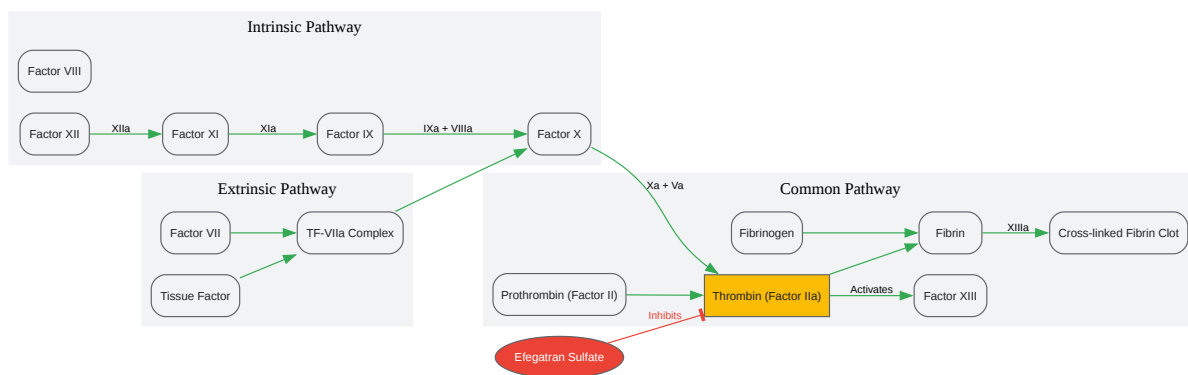 Intrinsic Pathway
Factor VIII
Factor XII
XIIa
Factor XI
XIa
Factor IX
IXa + VIIIa
Factor X
Extrinsic Pathway
Factor VII
TF-VIIa Complex
Tissue Factor
Xa + Va
Common Pathway
Fibrinogen
Fibrin
XIIIa
Cross-linked Fibrin Clot
Prothrombin (Factor II)
Thrombin (Factor IIa)
Activates
Factor XIII
Inhibits
Efegatran Sulfate